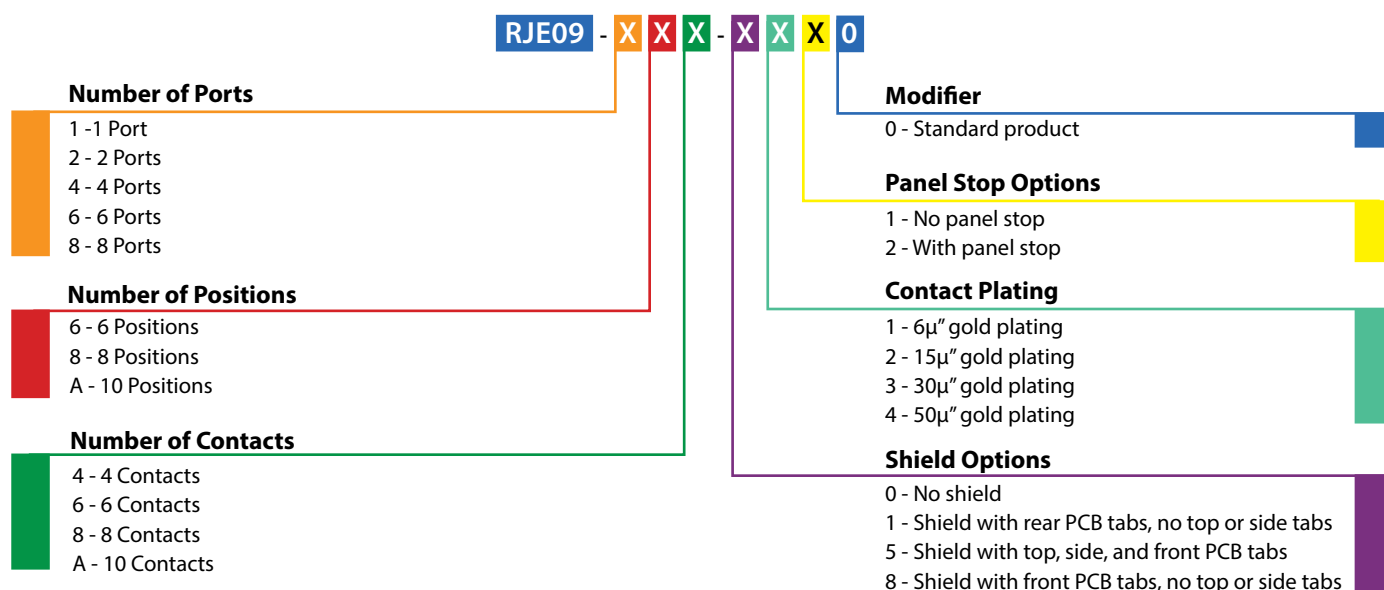 RJE09 - X X X - X X X 0
Number of Ports
1 -1 Port
2 - 2 Ports
4 - 4 Ports
6 - 6 Ports
8 - 8 Ports
Number of Positions
6 - 6 Positions
8 - 8 Positions
A - 10 Positions
Number of Contacts
4 - 4 Contacts
6 - 6 Contacts
8 - 8 Contacts
A - 10 Contacts
Modifier
0 - Standard product
Panel Stop Options
1 - No panel stop
2 - With panel stop
Contact Plating
1 - 6µ” gold plating
2 - 15µ” gold plating
3 - 30µ” gold plating
4 - 50µ” gold plating
Shield Options
0 - No shield
1 - Shield with rear PCB tabs, no top or side tabs
5 - Shield with top, side, and front PCB tabs
8 - Shield with front PCB tabs, no top or side tabs